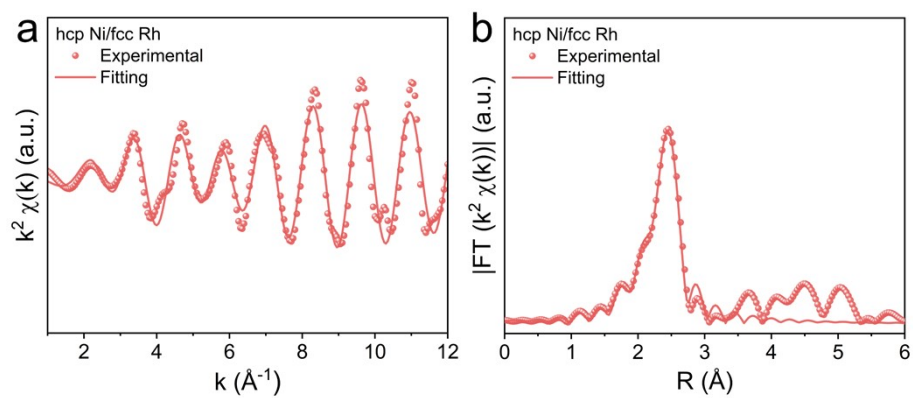 a
hcp Ni/fcc Rh
Experimental
Fitting
k² χ(k) (a.u.)
2 4 6 8 10 12
k (Å⁻¹)
b
hcp Ni/fcc Rh
Experimental
Fitting
|FT (k² χ(k))| (a.u.)
0 1 2 3 4 5 6
R (Å)